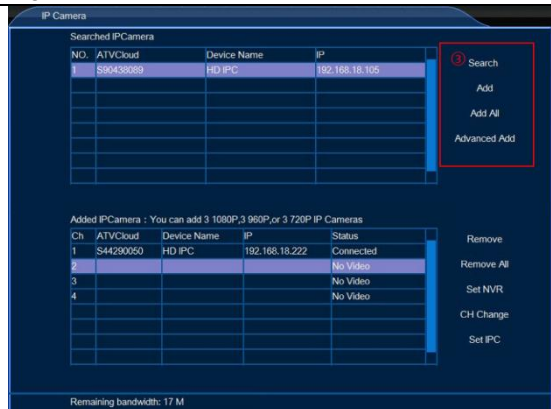 IP Camera
Searched IPCamera
NO. ATVCloud Device Name IP
1 S90438089 HD IPC 192.168.18.105
③
Search
Add
Add All
Advanced Add
Added IPCamera : You can add 3 1080P,3 960P,or 3 720P IP Cameras
Ch ATVCloud Device Name IP Status
1 S44290050 HD IPC 192.168.18.222 Connected
2 No Video
3 No Video
4 No Video
Remove
Remove All
Set NVR
CH Change
Set IPC
Remaining bandwidth: 17 M